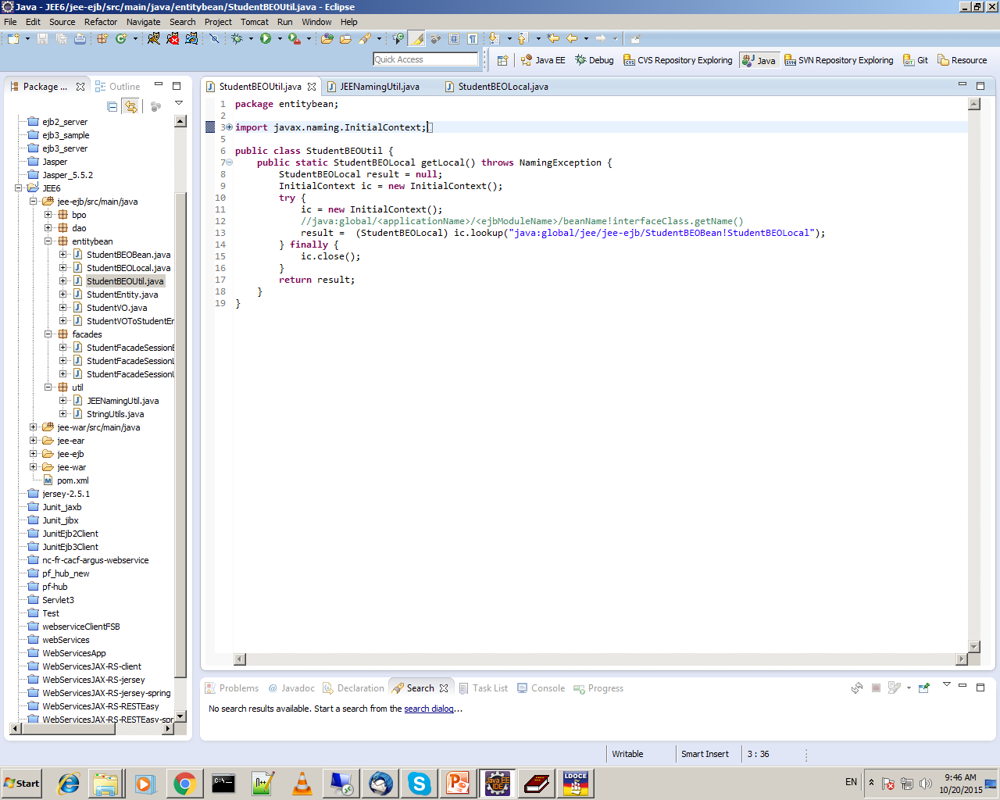 Java - JEE6/jee-ejb/src/main/java/entitybean/StudentBEOUtil.java - Eclipse
File Edit Source Refactor Navigate Search Project Tomcat Run Window Help
Quick Access
Java EE Debug CVS Repository Exploring Java SVN Repository Exploring Git Resource
Package ... Outline
ejb2_server
ejb3_sample
ejb3_server
Jasper
Jasper_5.5.2
JEE6
jee-ejb/src/main/java
bpo
dao
entitybean
StudentBEOBean.java
StudentBEOLocal.java
StudentBEOUtil.java
StudentEntity.java
StudentVO.java
StudentVOToStudentEr
facades
StudentFacadeSessionB
StudentFacadeSessionL
StudentFacadeSessionU
util
JEENamingUtil.java
StringUtils.java
jee-war/src/main/java
jee-ear
jee-ejb
jee-war
pom.xml
jersey-2.5.1
Junit_jaxb
Junit_jibx
JunitEjb2Client
JunitEjb3Client
nc-fr-cacf-argus-webservice
pf_hub_new
pf-hub
Servlet3
Test
webserviceClientFSB
webServices
WebServicesApp
WebServicesJAX-RS-client
WebServicesJAX-RS-jersey
WebServicesJAX-RS-jersey-spring
WebServicesJAX-RS-RESTEasy
WebServicesJAX-RS-RESTEasy-spr
StudentBEOUtil.java JEENamingUtil.java StudentBEOLocal.java
1 package entitybean;
2
3 import javax.naming.InitialContext;
5
6 public class StudentBEOUtil {
7 public static StudentBEOLocal getLocal() throws NamingException {
8 StudentBEOLocal result = null;
9 InitialContext ic = new InitialContext();
10 try {
11 ic = new InitialContext();
12 //java:global/<applicationName>/<ejbModuleName>/beanName!interfaceClass.getName()
13 result = (StudentBEOLocal) ic.lookup("java:global/jee/jee-ejb/StudentBEOBean!StudentBEOLocal");
14 } finally {
15 ic.close();
16 }
17 return result;
18 }
19 }
Problems @ Javadoc Declaration Search Task List Console Progress
No search results available. Start a search from the search dialog...
Writable Smart Insert 3 : 36
Start
Java EE IDE
LDOCE
EN
9:46 AM
10/20/2015